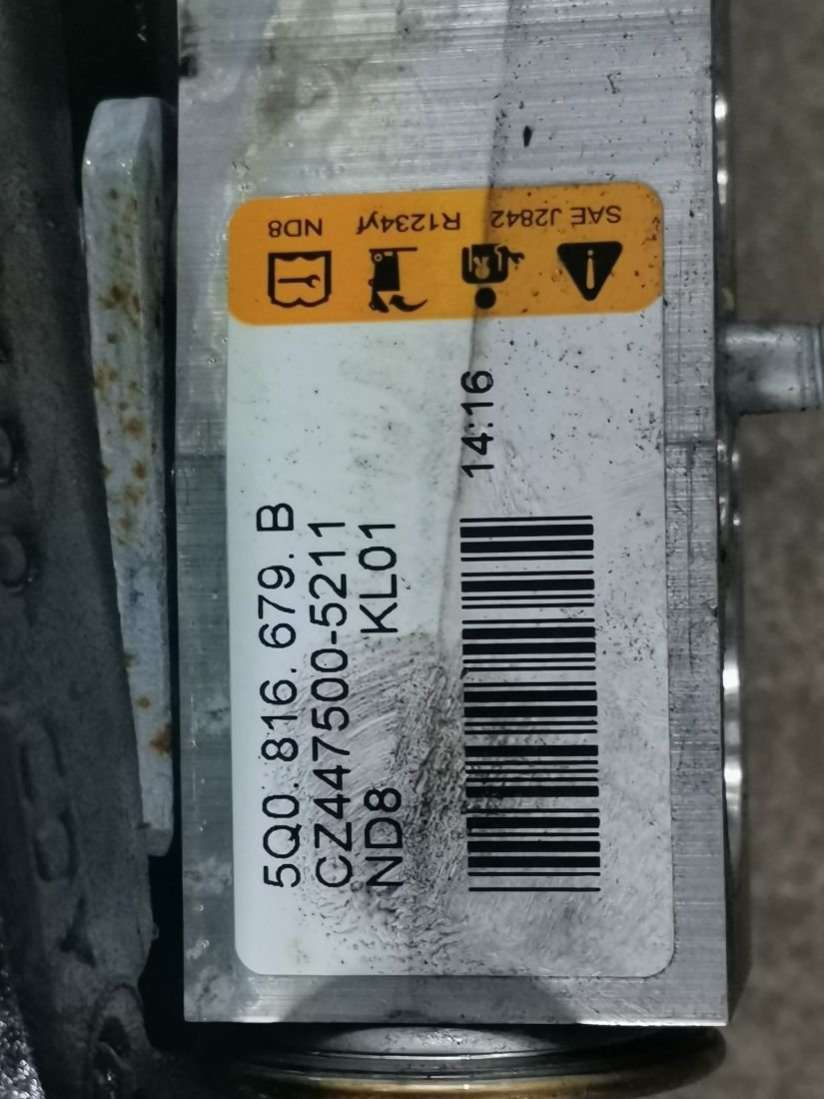 5Q0. 816. 679. B
CZ447500-5211
ND8 KL01
14:16
SAE J2842 R1234yf ND8